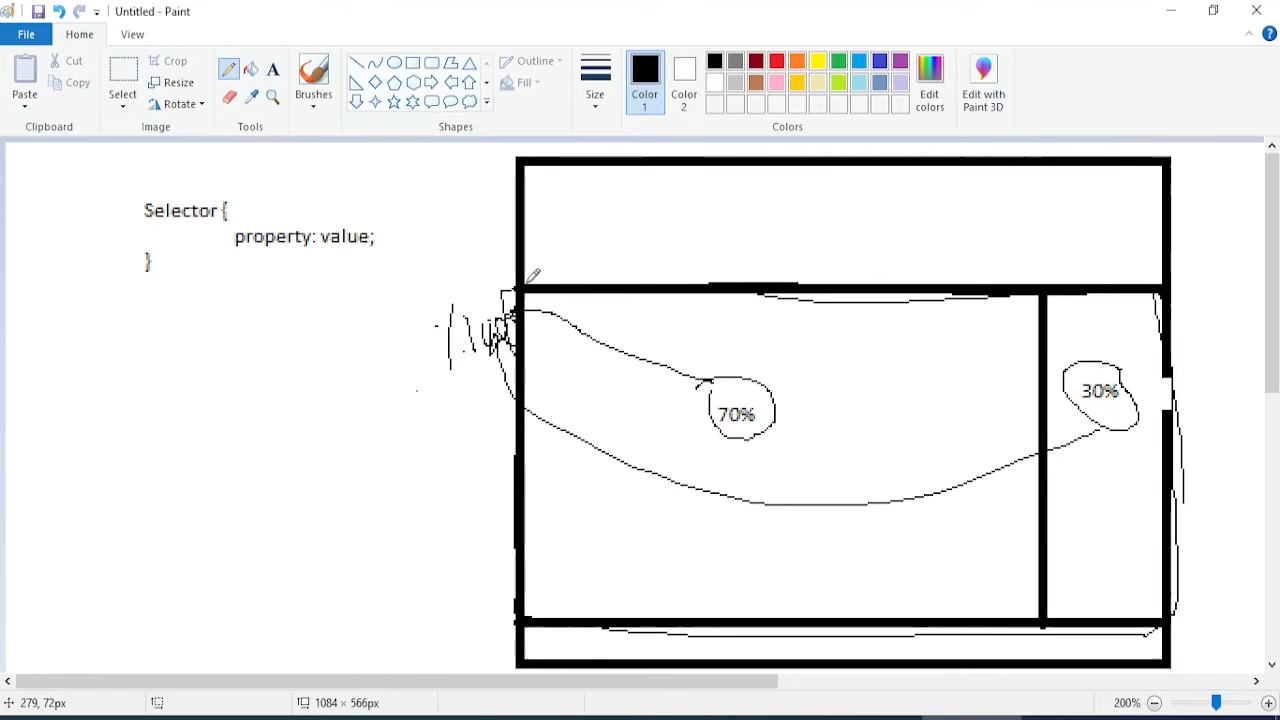 Untitled - Paint
File
Home
View
Paste
Cut
Copy
Clipboard
Select
Crop
Resize
Rotate
Image
Tools
Brushes
Shapes
Outline
Fill
Size
Color 1
Color 2
Edit colors
Edit with Paint 3D
Colors
Selector {
property: value;
}
70%
30%
279, 72px
1084 × 566px
200%